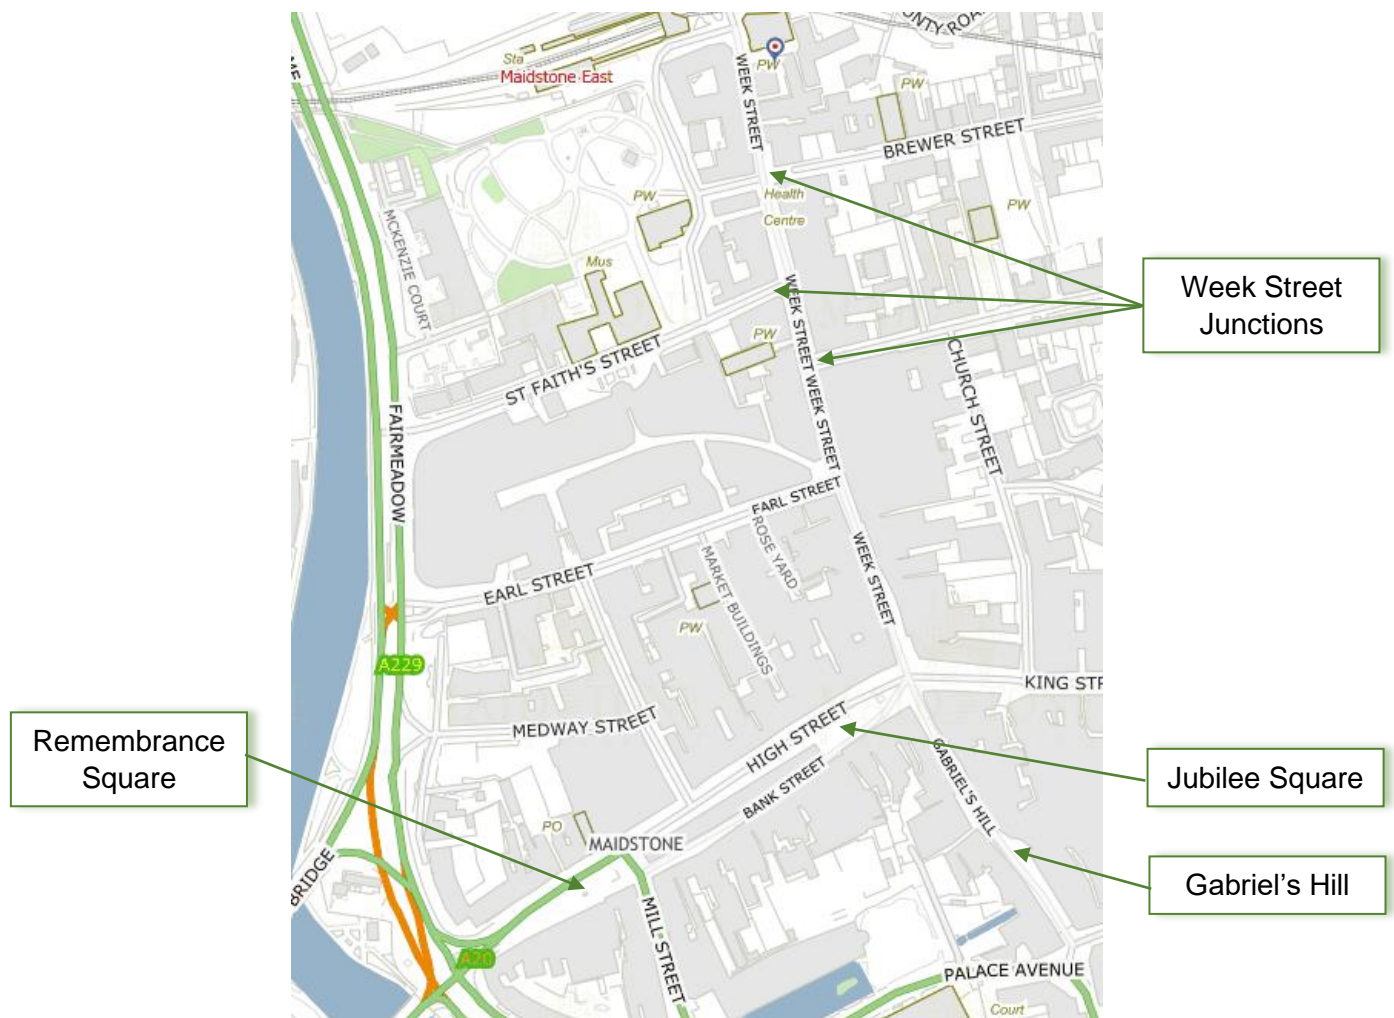 UNTY ROA
Sta
Maidstone East
PW
WEEK STREET
PW
BREWER STREET
PW
Health
Centre
PW
MCKENZIE COURT
Mus
WEEK STREET
Week Street
Junctions
ST FAITH'S STREET
PW
WEEK STREET
CHURCH STREET
FAIRMEADOW
EARL STREET
ROSE YARD
WEEK STREET
MARKET BUILDINGS
EARL STREET
PW
A229
KING STR
MEDWAY STREET
HIGH STREET
Remembrance
Square
GABRIEL'S HILL
Jubilee Square
BANK STREET
PO
MAIDSTONE
BRIDGE
Gabriel's Hill
MILL STREET
A20
PALACE AVENUE
Court